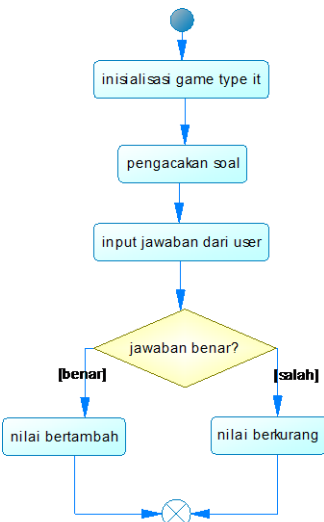 inisialisasi game type it
pengacakan soal
input jawaban dari user
jawaban benar?
[benar]
[salah]
nilai bertambah
nilai berkurang